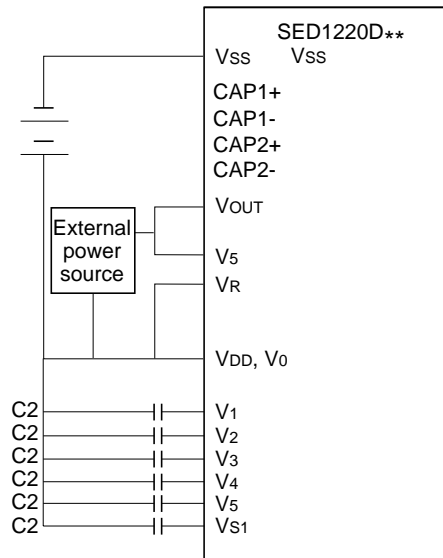 SED1220D**
VSS VSS
CAP1+
CAP1-
CAP2+
CAP2-
VOUT
External
power
source
V5
VR
VDD, V0
C2 V1
C2 V2
C2 V3
C2 V4
C2 V5
C2 VS1